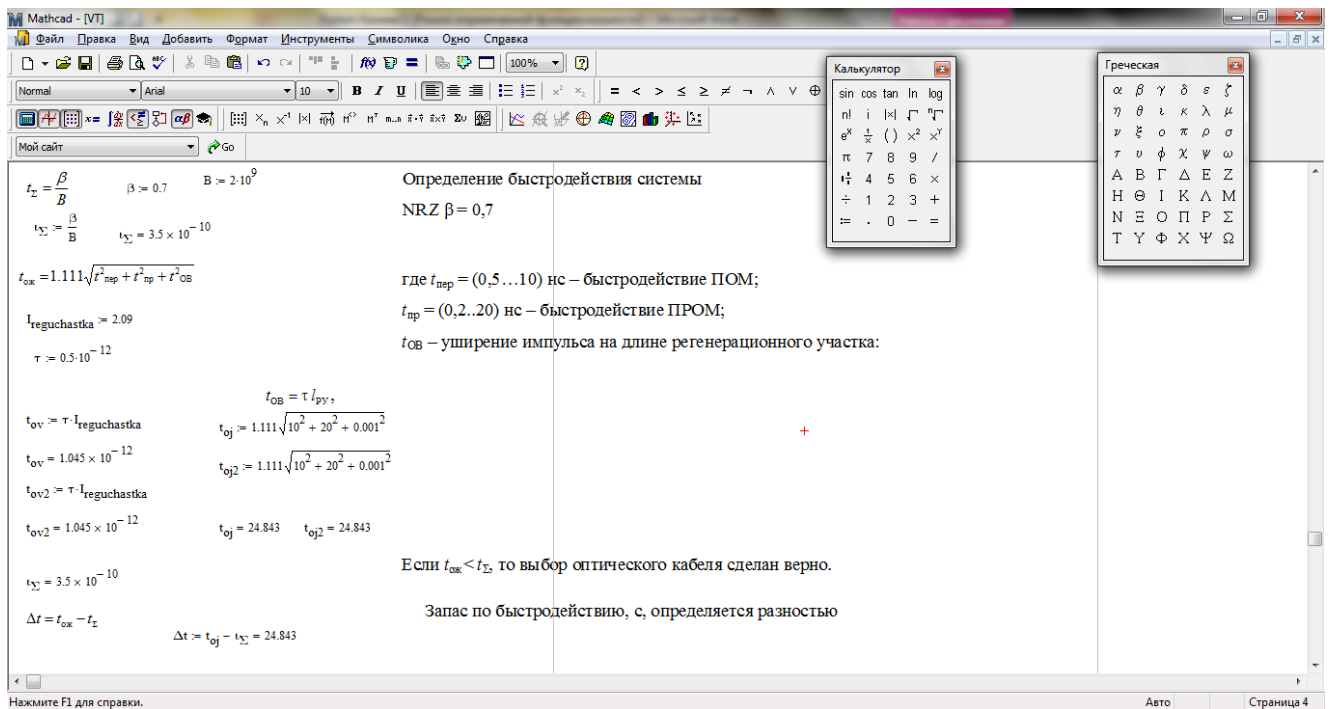 Mathcad - [VT]
Файл Правка Вид Добавить Формат Инструменты Символика Окно Справка
100%
Normal Arial 10 B I U = < > ≤ ≥ ≠ ¬ ∧ ∨ ⊕
Мой сайт Go
Калькулятор
sin cos tan ln log
n! i |×|
e^x 1/x ( ) ×² ×^Y
π 7 8 9 /
4 5 6 ×
÷ 1 2 3 +
:= . 0 − =
Греческая
α β γ δ ε ζ
η θ ι κ λ μ
ν ξ ο π ρ σ
τ υ φ χ ψ ω
Α Β Γ Δ Ε Ζ
Η Θ Ι Κ Λ Μ
Ν Ξ Ο Π Ρ Σ
Τ Υ Φ Χ Ψ Ω
t_Σ = β/B β := 0.7 B := 2·10^9
Определение быстродействия системы
NRZ β = 0,7
ι_Σ := β/B ι_Σ = 3.5 × 10^−10
t_ож = 1.111√(t²_пер + t²_пр + t²_ОВ)
где t_пер = (0,5…10) нс – быстродействие ПОМ;
t_пр = (0,2..20) нс – быстродействие ПРОМ;
I_reguchastka := 2.09
t_ОВ – уширение импульса на длине регенерационного участка:
τ := 0.5·10^−12
t_ОВ = τ l_РУ,
t_ov := τ·I_reguchastka t_oj := 1.111√(10² + 20² + 0.001²)
t_ov = 1.045 × 10^−12 t_oj2 := 1.111√(10² + 20² + 0.001²)
t_ov2 := τ·I_reguchastka
t_ov2 = 1.045 × 10^−12 t_oj = 24.843 t_oj2 = 24.843
Если t_ож < t_Σ, то выбор оптического кабеля сделан верно.
ι_Σ = 3.5 × 10^−10
Запас по быстродействию, с, определяется разностью
Δt = t_ож − t_Σ
Δt := t_oj − ι_Σ = 24.843
Нажмите F1 для справки. Авто Страница 4